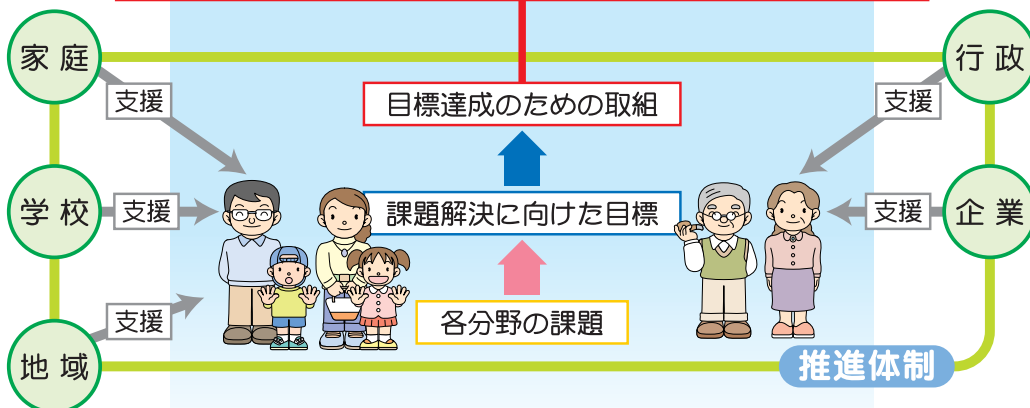 家庭
行政
支援
目標達成のための取組
支援
学校
支援
課題解決に向けた目標
支援
企業
支援
各分野の課題
地域
推進体制